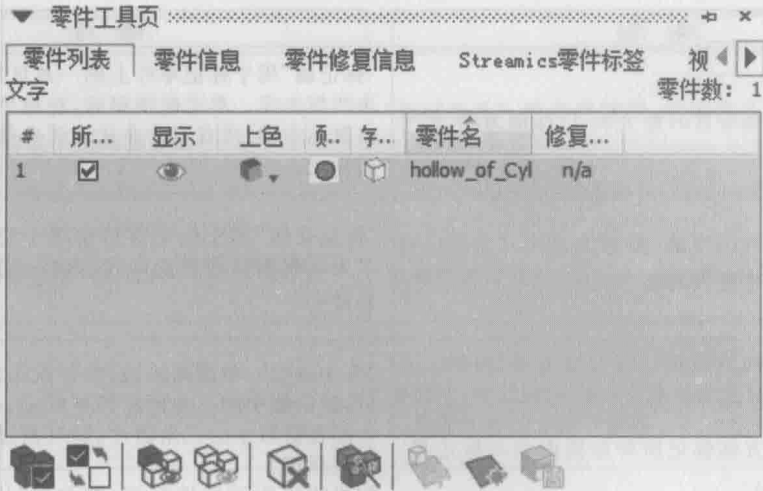 零件工具页
零件列表 零件信息 零件修复信息 Streamics零件标签 视
文字 零件数: 1
# 所... 显示 上色 页.. 字.. 零件名 修复...
1 hollow_of_Cyl n/a